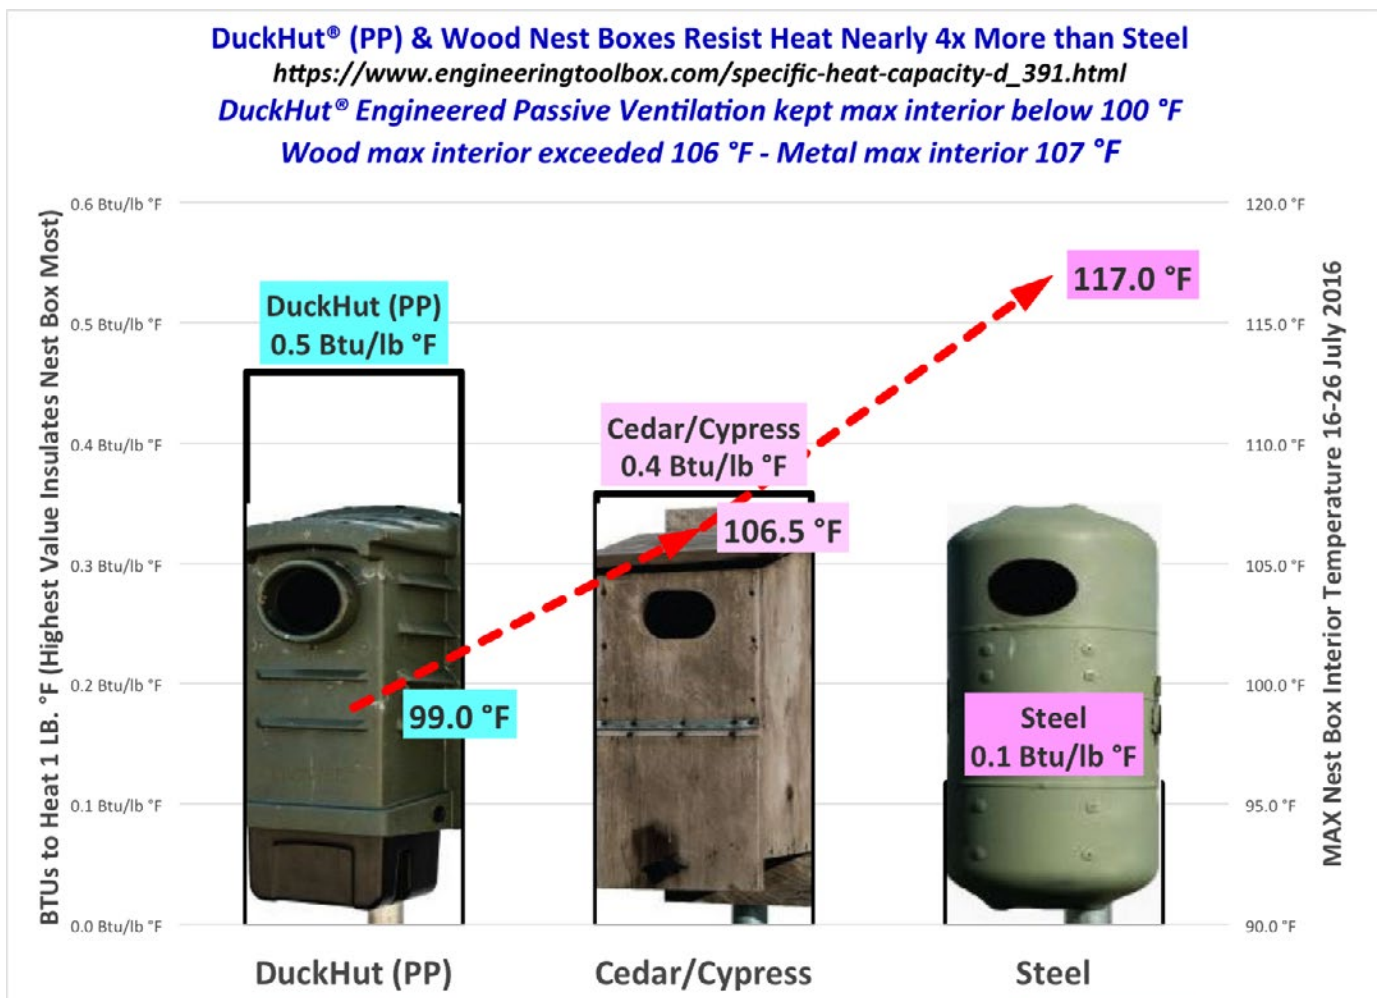 DuckHut® (PP) & Wood Nest Boxes Resist Heat Nearly 4x More than Steel
https://www.engineeringtoolbox.com/specific-heat-capacity-d_391.html
DuckHut® Engineered Passive Ventilation kept max interior below 100 °F
Wood max interior exceeded 106 °F - Metal max interior 107 °F
BTUs to Heat 1 LB. °F (Highest Value Insulates Nest Box Most)
0.6 Btu/lb °F
0.5 Btu/lb °F
0.4 Btu/lb °F
0.3 Btu/lb °F
0.2 Btu/lb °F
0.1 Btu/lb °F
0.0 Btu/lb °F
DuckHut (PP)
0.5 Btu/lb °F
99.0 °F
Cedar/Cypress
0.4 Btu/lb °F
106.5 °F
117.0 °F
Steel
0.1 Btu/lb °F
120.0 °F
115.0 °F
110.0 °F
105.0 °F
100.0 °F
95.0 °F
90.0 °F
MAX Nest Box Interior Temperature 16-26 July 2016
DuckHut (PP)
Cedar/Cypress
Steel